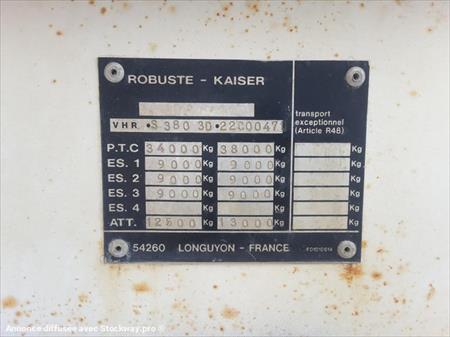 ROBUSTE - KAISER
VHR •S 380 3D•2200047
transport
exceptionnel
(Article R48)
P.T.C 34000 Kg 38000 Kg Kg
ES. 1 9000 Kg 9000 Kg Kg
ES. 2 9000 Kg 9000 Kg Kg
ES. 3 9000 Kg 9000 Kg Kg
ES. 4 Kg Kg Kg
ATT. Kg 13000 Kg Kg
54260 LONGUYON - FRANCE
Annonce diffusée avec Stockway.pro ®